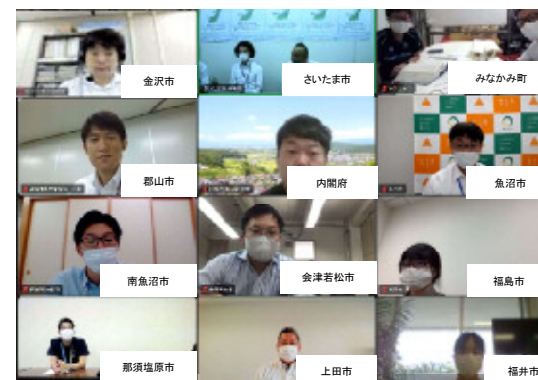 金沢市
さいたま市
みなかみ町
郡山市
内閣府
魚沼市
南魚沼市
会津若松市
福島市
那須塩原市
上田市
福井市